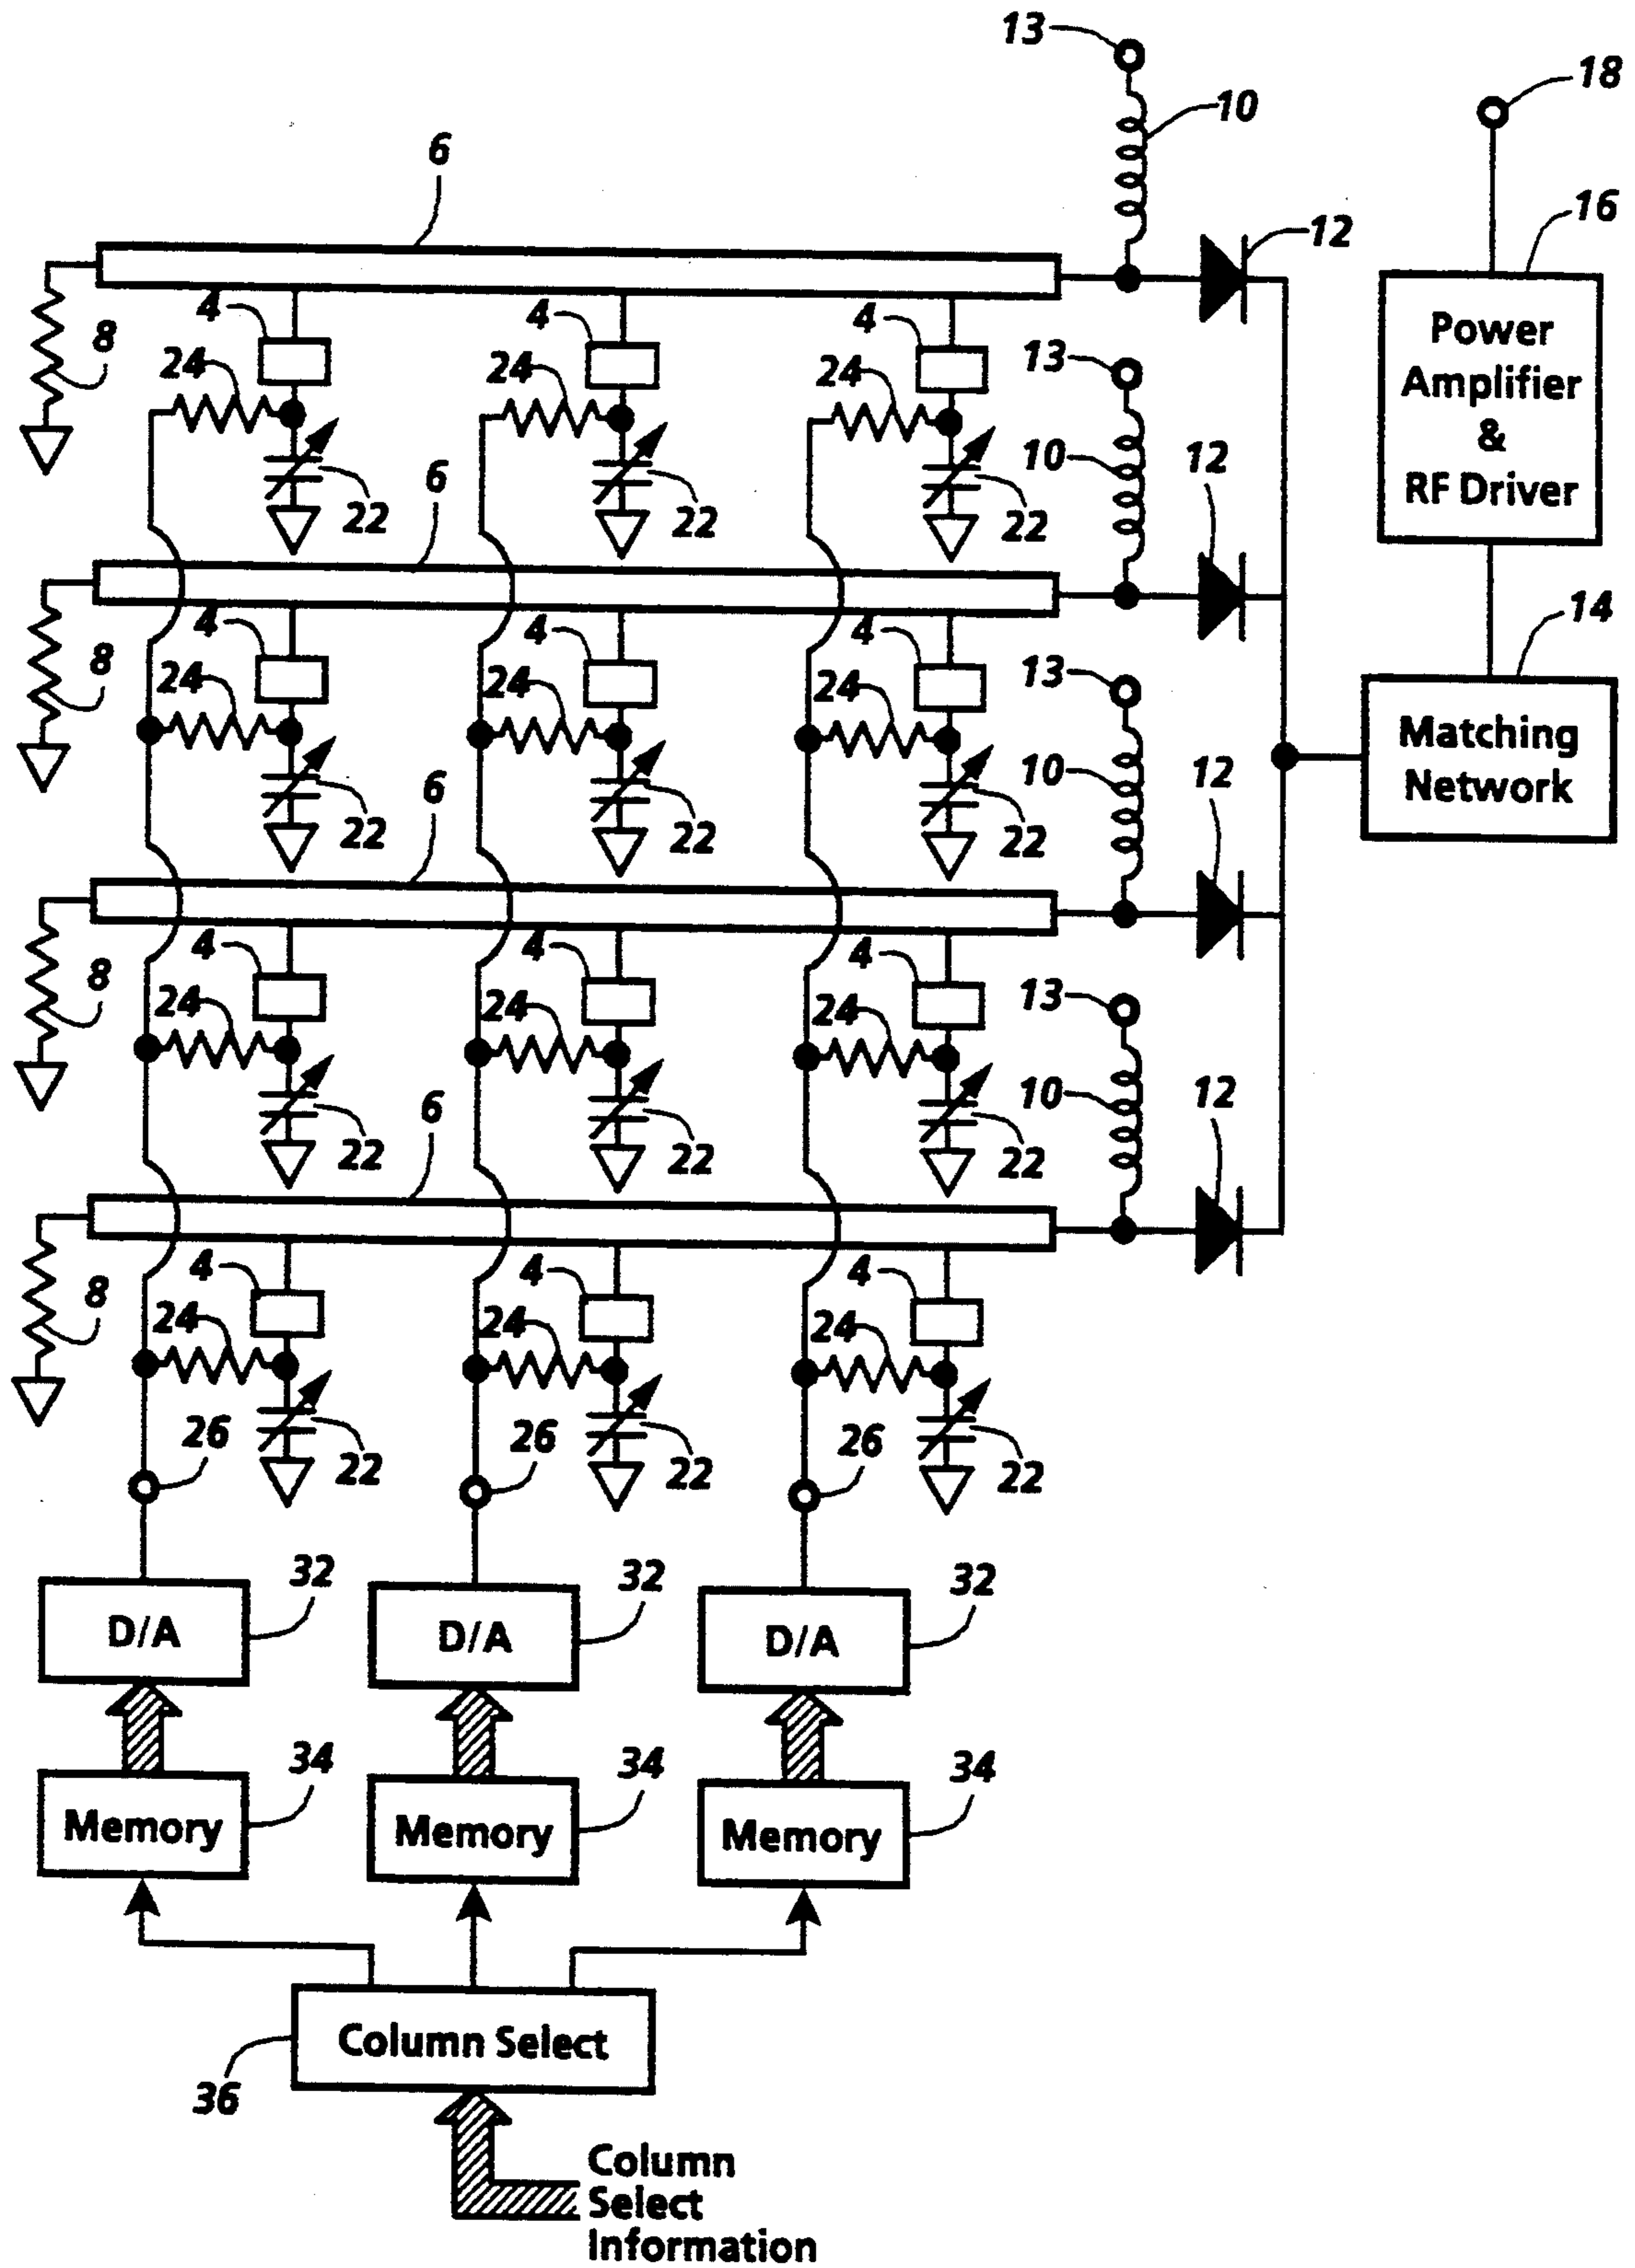 13
18
10
6
16
12
Power
Amplifier
&
RF Driver
4 4 4
8
24 24 24
13
10 12
22 22 22
6
14
4 4 4
8
24 24 24
13
Matching
Network
10 12
22 22 22
6
4 4 4
8
24 24 24
13
10 12
22 22 22
6
4 4 4
8
24 24 24
26 26 26
22 22 22
32 32 32
D/A D/A D/A
34 34 34
Memory Memory Memory
Column Select
36
Column
Select
Information